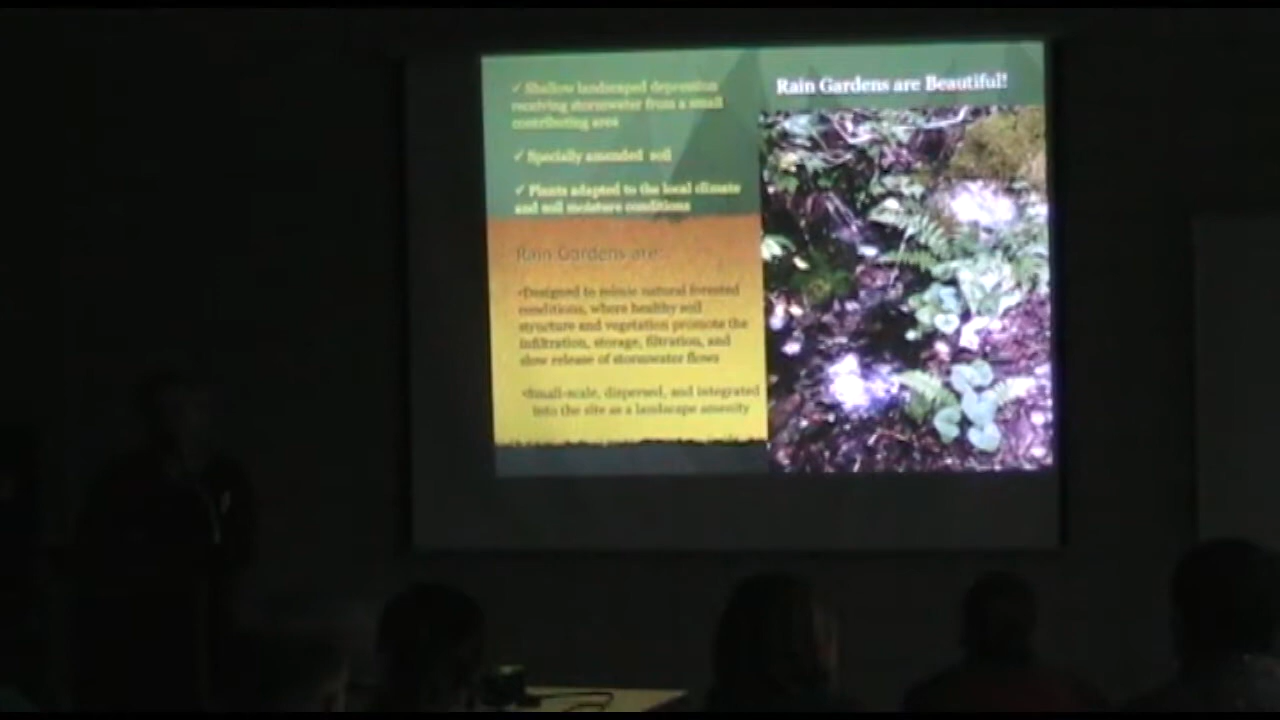 ✓ Shallow landscaped depression
receiving stormwater from a small
contributing area
✓ Specially amended soil
✓ Plants adapted to the local climate
and soil moisture conditions
Rain Gardens are:
•Designed to mimic natural forested
conditions, where healthy soil
structure and vegetation promote the
infiltration, storage, filtration, and
slow release of stormwater flows
•Small-scale, dispersed, and integrated
into the site as a landscape amenity
Rain Gardens are Beautiful!